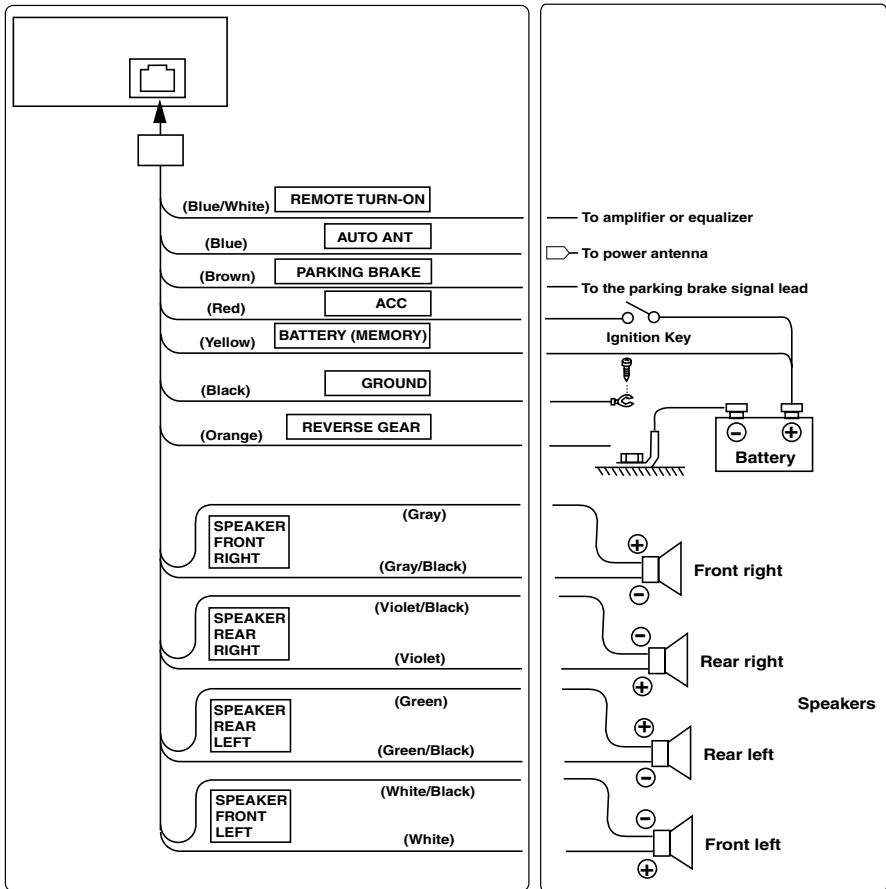 (Blue/White) REMOTE TURN-ON
To amplifier or equalizer
(Blue) AUTO ANT
To power antenna
(Brown) PARKING BRAKE
To the parking brake signal lead
(Red) ACC
Ignition Key
(Yellow) BATTERY (MEMORY)
(Black) GROUND
(Orange) REVERSE GEAR
Battery
(Gray)
SPEAKER
FRONT
RIGHT
(Gray/Black)
Front right
(Violet/Black)
SPEAKER
REAR
RIGHT
(Violet)
Rear right
Speakers
(Green)
SPEAKER
REAR
LEFT
(Green/Black)
Rear left
(White/Black)
SPEAKER
FRONT
LEFT
(White)
Front left